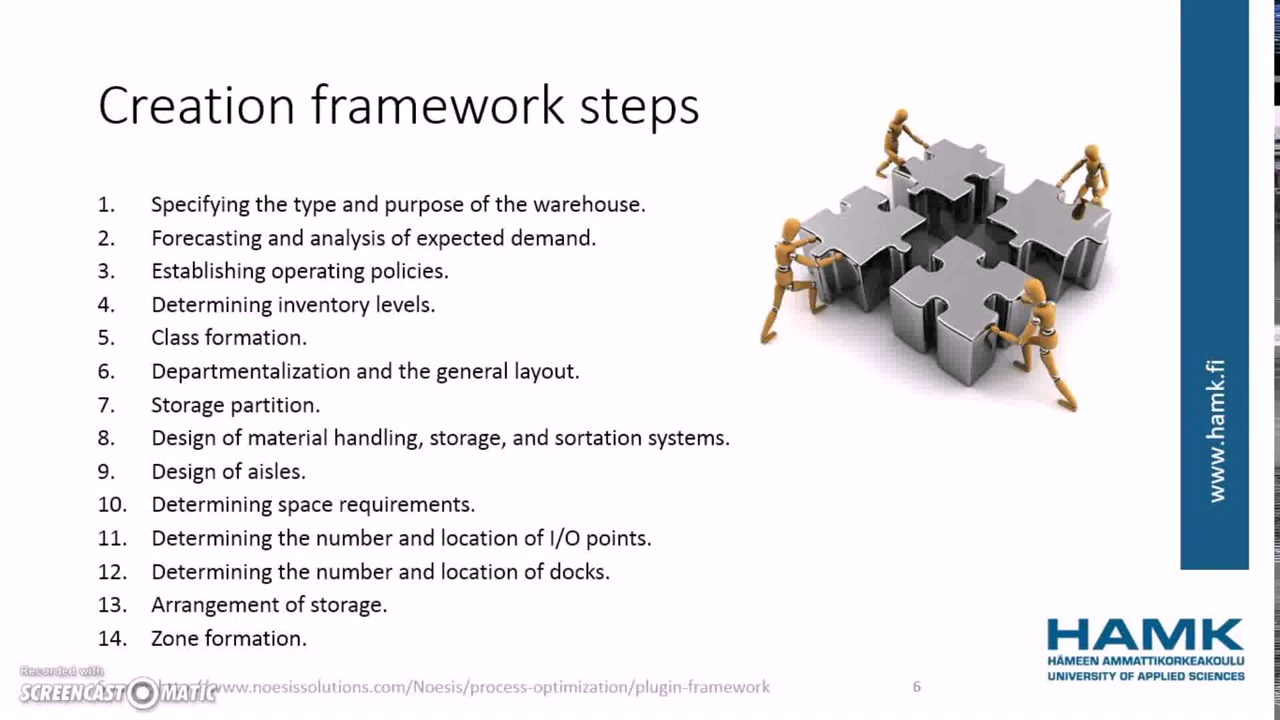 Creation framework steps
1. Specifying the type and purpose of the warehouse.
2. Forecasting and analysis of expected demand.
3. Establishing operating policies.
4. Determining inventory levels.
5. Class formation.
6. Departmentalization and the general layout.
7. Storage partition.
8. Design of material handling, storage, and sortation systems.
9. Design of aisles.
10. Determining space requirements.
11. Determining the number and location of I/O points.
12. Determining the number and location of docks.
13. Arrangement of storage.
14. Zone formation.
www.hamk.fi
HAMK
HÄMEEN AMMATTIKORKEAKOULU
UNIVERSITY OF APPLIED SCIENCES
Recorded with
SCREENCAST MATIC
www.noesissolutions.com/Noesis/process-optimization/plugin-framework
6